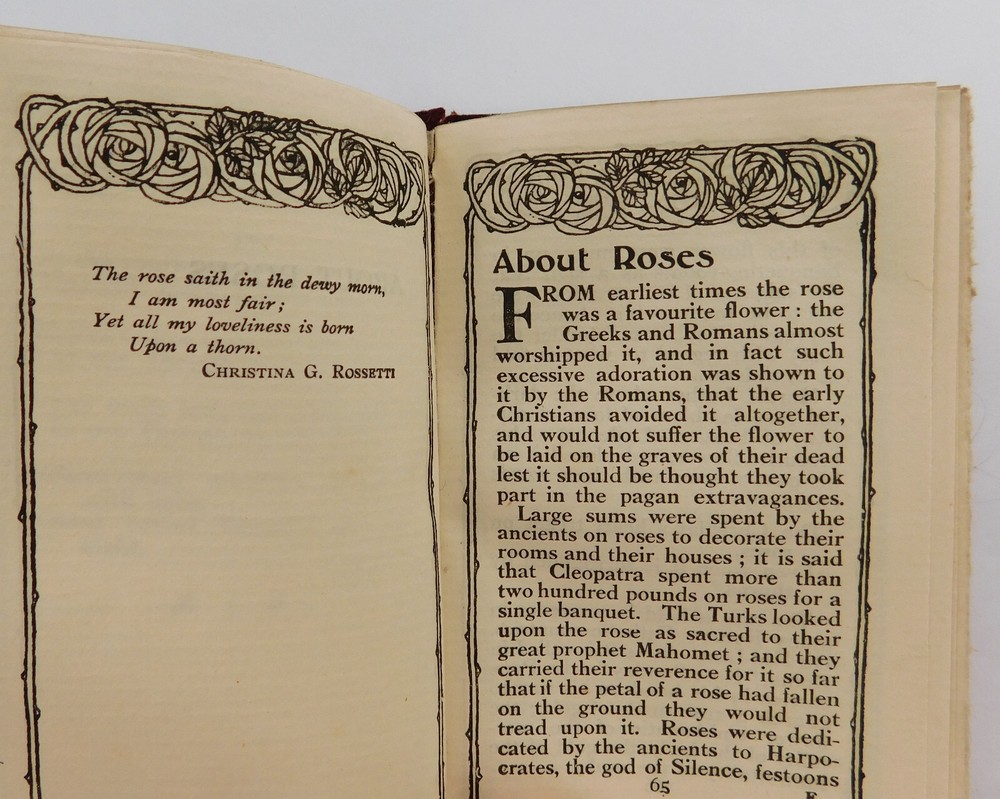 The rose saith in the dewy morn,
I am most fair;
Yet all my loveliness is born
Upon a thorn.
CHRISTINA G. ROSSETTI
About Roses
FROM earliest times the rose
was a favourite flower : the
Greeks and Romans almost
worshipped it, and in fact such
excessive adoration was shown to
it by the Romans, that the early
Christians avoided it altogether,
and would not suffer the flower to
be laid on the graves of their dead
lest it should be thought they took
part in the pagan extravagances.
Large sums were spent by the
ancients on roses to decorate their
rooms and their houses ; it is said
that Cleopatra spent more than
two hundred pounds on roses for a
single banquet. The Turks looked
upon the rose as sacred to their
great prophet Mahomet ; and they
carried their reverence for it so far
that if the petal of a rose had fallen
on the ground they would not
tread upon it. Roses were dedi-
cated by the ancients to Harpo-
crates, the god of Silence, festoons
65